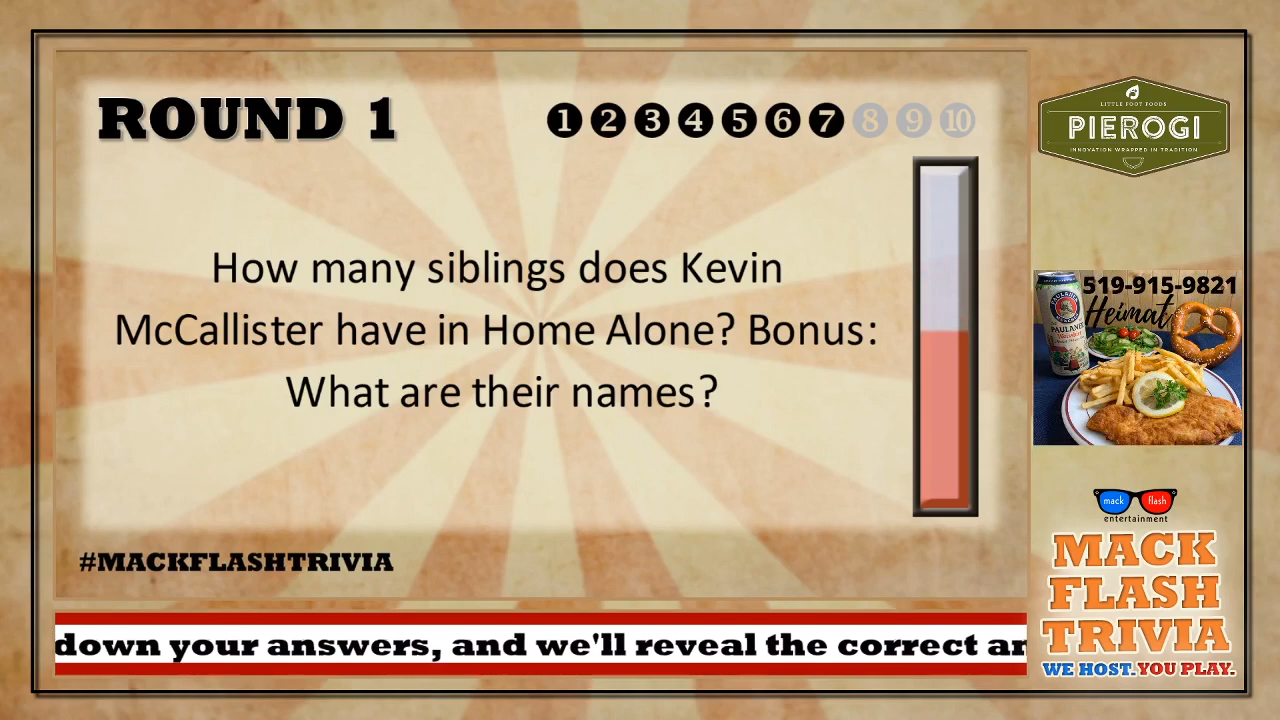 ROUND 1
1 2 3 4 5 6 7 8 9 10
How many siblings does Kevin
McCallister have in Home Alone? Bonus:
What are their names?
#MACKFLASHTRIVIA
down your answers, and we'll reveal the correct
LITTLE FOOT FOODS
PIEROGI
INNOVATION WRAPPED IN TRADITION
519-915-9821
Heimat
PAULANER
mack flash
entertainment
MACK
FLASH
TRIVIA
WE HOST. YOU PLAY.